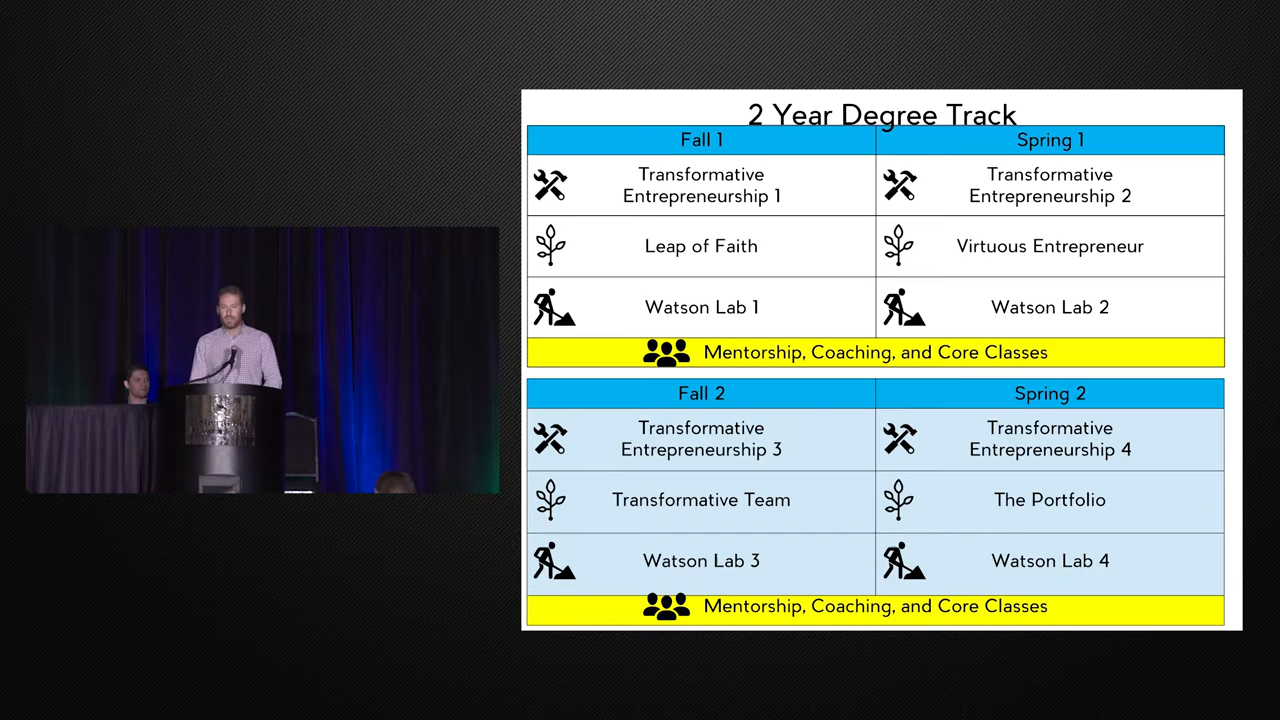 2 Year Degree Track
Fall 1
Spring 1
Transformative
Entrepreneurship 1
Transformative
Entrepreneurship 2
Leap of Faith
Virtuous Entrepreneur
Watson Lab 1
Watson Lab 2
Mentorship, Coaching, and Core Classes
Fall 2
Spring 2
Transformative
Entrepreneurship 3
Transformative
Entrepreneurship 4
Transformative Team
The Portfolio
Watson Lab 3
Watson Lab 4
Mentorship, Coaching, and Core Classes